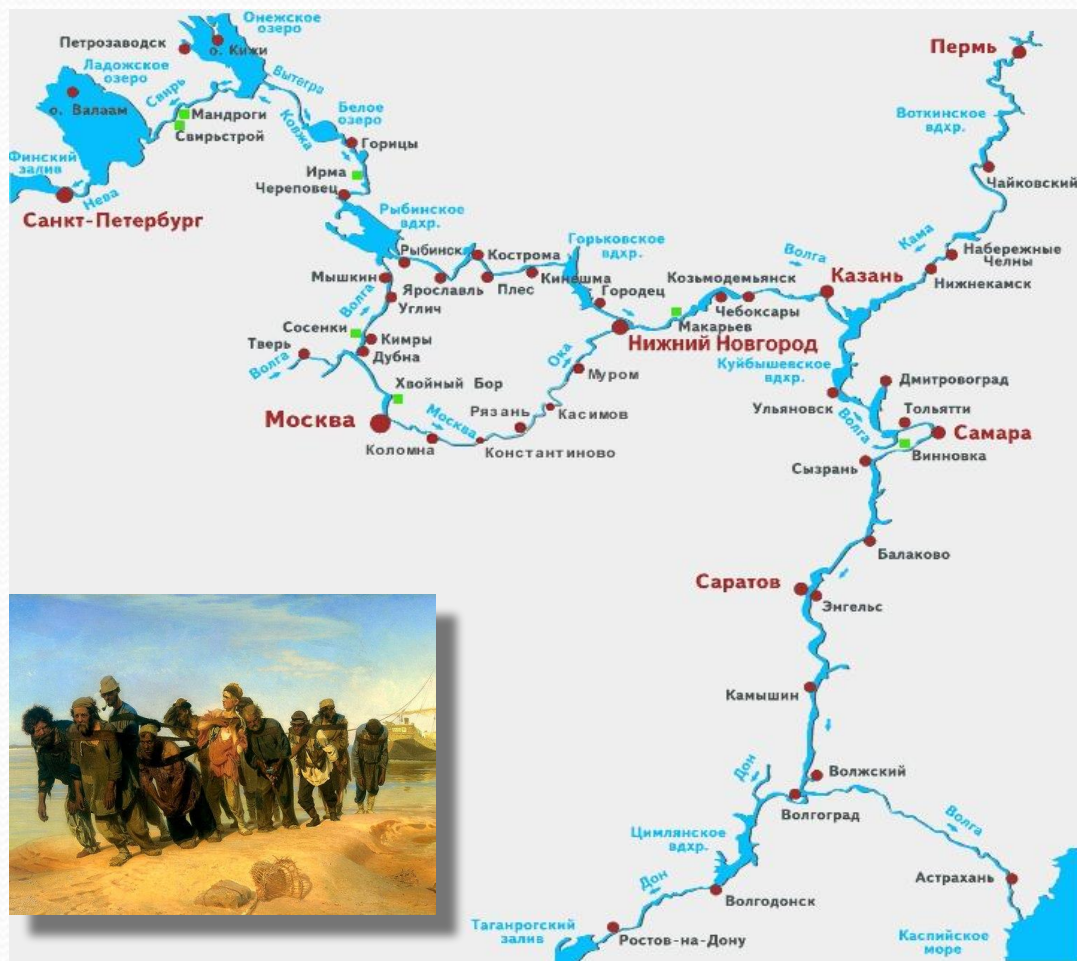 Онежское
озеро
Петрозаводск
о. Кижи
Ладожское
озеро
о. Валаам
Свирь
Вытегра
Мандроги
Свирьстрой
Ковжа
Белое
озеро
Горицы
Финский
залив
Нева
Санкт-Петербург
Ирма
Череповец
Рыбинское
вдхр.
Пермь
Воткинское
вдхр.
Чайковский
Кама
Набережные
Челны
Нижнекамск
Рыбинск
Кострома
Горьковское
вдхр.
Волга
Казань
Мышкин
Ярославль
Плес
Кинешма
Городец
Козьмодемьянск
Чебоксары
Макарьев
Нижний Новгород
Волга
Углич
Сосенки
Тверь
Волга
Кимры
Дубна
Ока
Муром
Куйбышевское
вдхр.
Дмитровоград
Хвойный Бор
Москва
Москва
Рязань
Касимов
Коломна
Константиново
Ульяновск
Волга
Тольятти
Самара
Винновка
Сызрань
Балаково
Саратов
Энгельс
Камышин
Дон
Волжский
Волгоград
Волга
Цимлянское
вдхр.
Дон
Волгодонск
Астрахань
Таганрогский
залив
Ростов-на-Дону
Каспийское
море